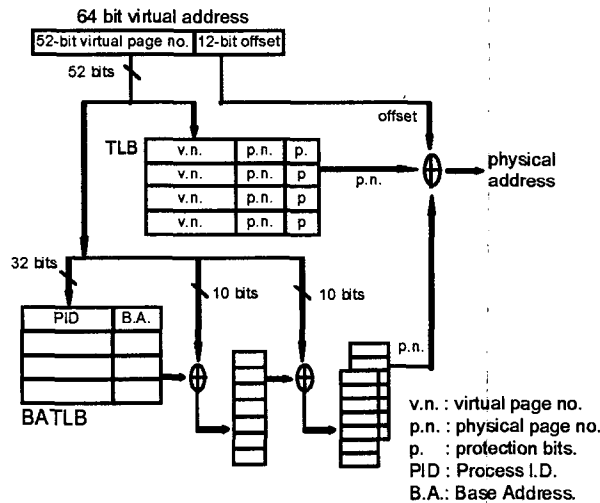 64 bit virtual address
52-bit virtual page no. 12-bit offset
52 bits
offset
TLB
v.n. p.n. p.
v.n. p.n. p
v.n. p.n. p
v.n. p.n. p
p.n.
physical
address
32 bits
10 bits
10 bits
PID B.A.
BATLB
p.n.
v.n. : virtual page no.
p.n. : physical page no.
p. : protection bits.
PID : Process I.D.
B.A.: Base Address.